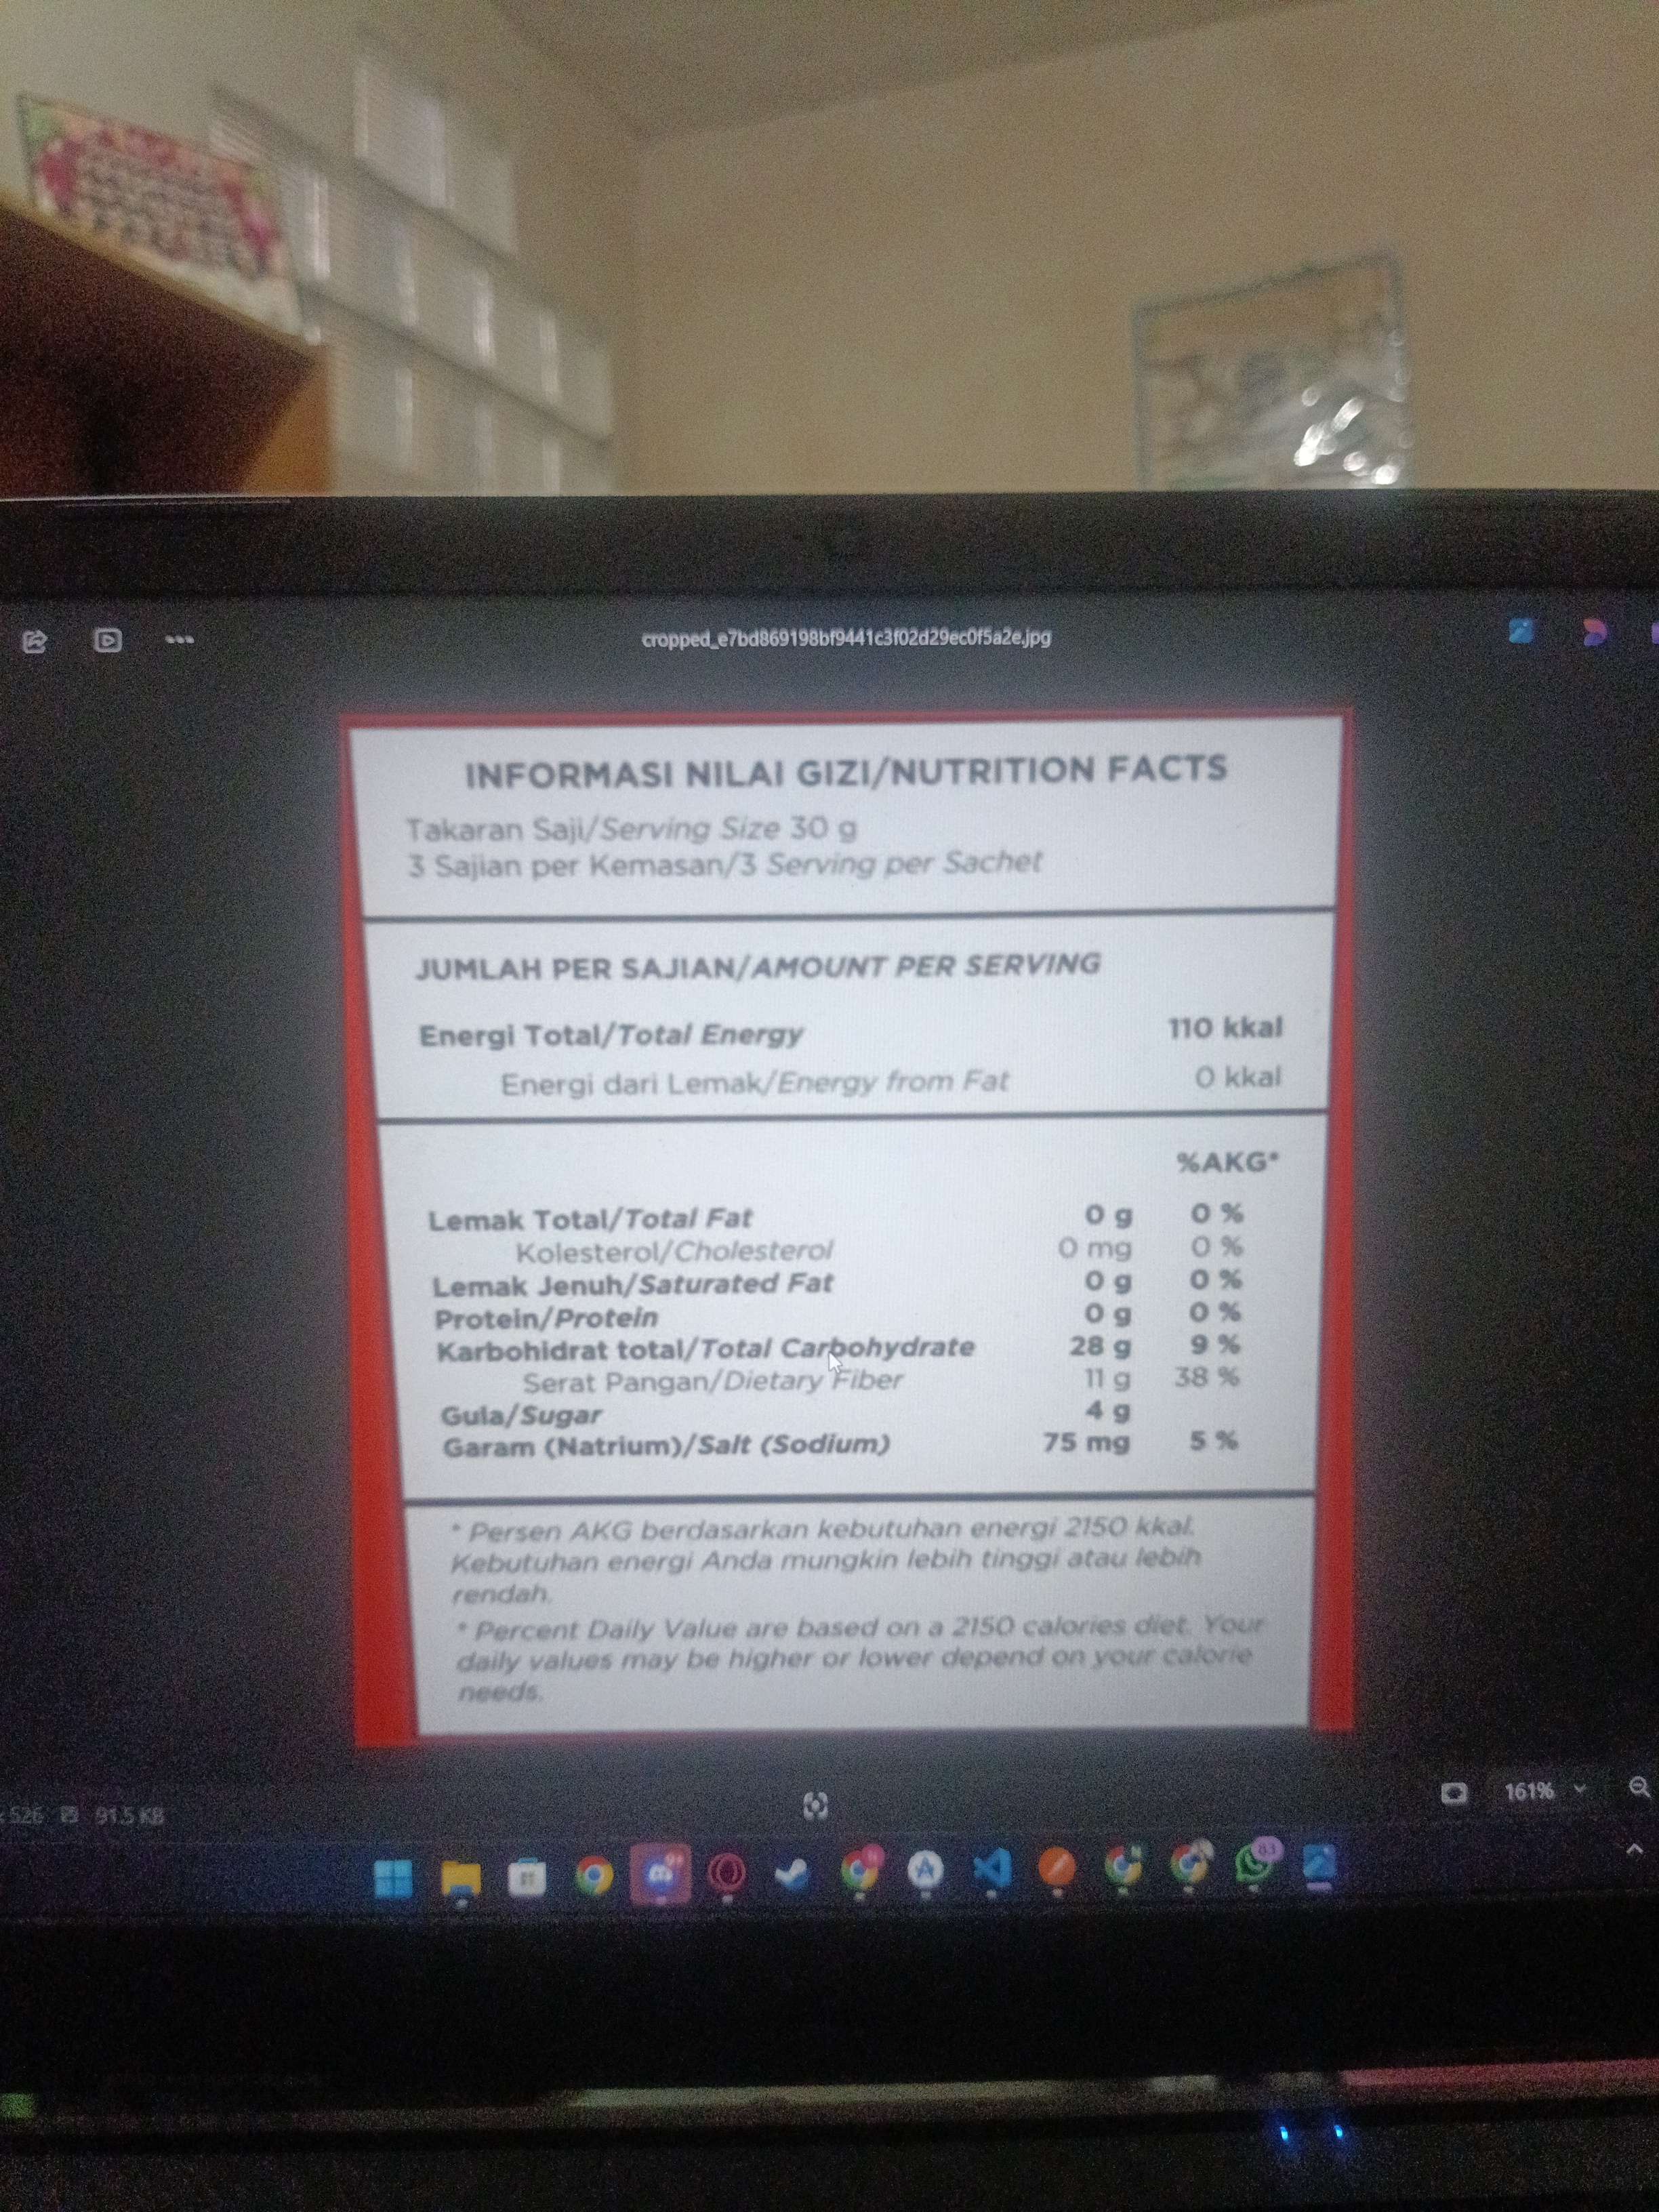 cropped_e7bd869198bf9441c3f02d29ec0f5a2e.jpg
INFORMASI NILAI GIZI/NUTRITION FACTS
Takaran Saji/Serving Size 30 g
3 Sajian per Kemasan/3 Serving per Sachet
JUMLAH PER SAJIAN/AMOUNT PER SERVING
Energi Total/Total Energy 110 kkal
Energi dari Lemak/Energy from Fat 0 kkal
%AKG*
Lemak Total/Total Fat 0 g 0 %
Kolesterol/Cholesterol 0 mg 0 %
Lemak Jenuh/Saturated Fat 0 g 0 %
Protein/Protein 0 g 0 %
Karbohidrat total/Total Carbohydrate 28 g 9 %
Serat Pangan/Dietary Fiber 11 g 38 %
Gula/Sugar 4 g
Garam (Natrium)/Salt (Sodium) 75 mg 5 %
* Persen AKG berdasarkan kebutuhan energi 2150 kkal.
Kebutuhan energi Anda mungkin lebih tinggi atau lebih
rendah.
* Percent Daily Value are based on a 2150 calories diet. Your
daily values may be higher or lower depend on your calorie
needs.
161%
526 91.5 KB